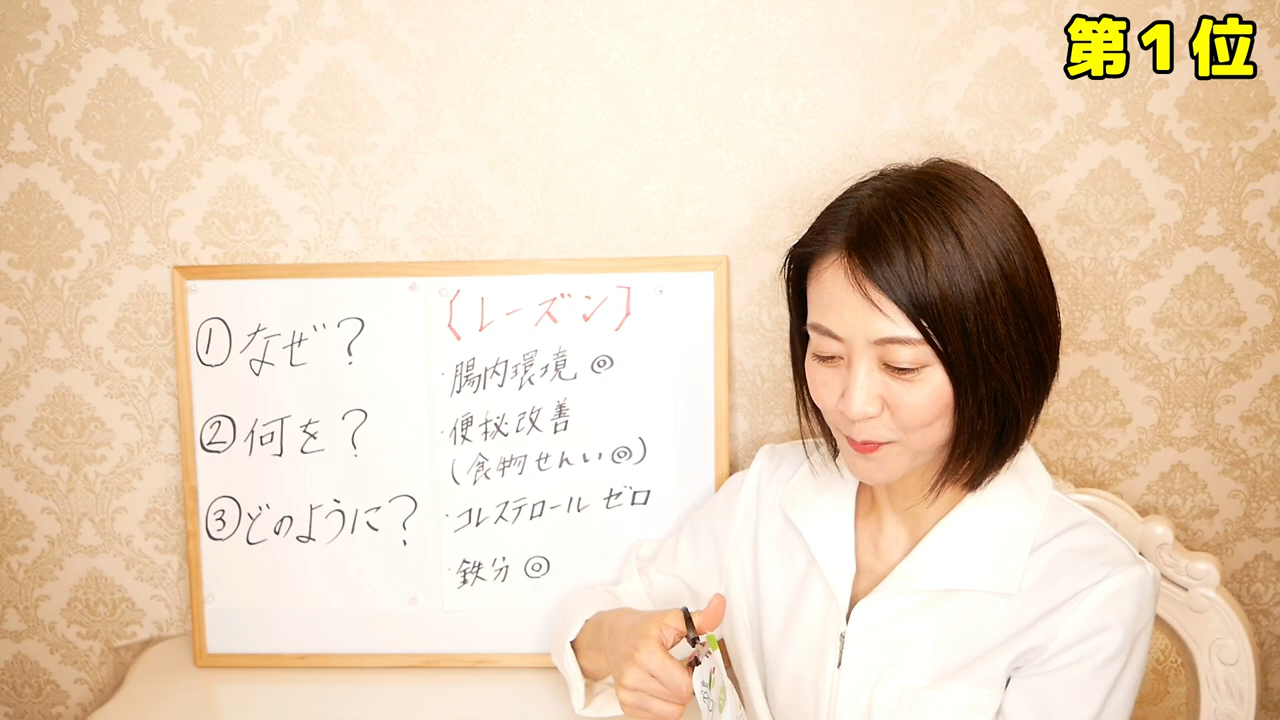 第1位
①なぜ?
②何を?
③どのように?
【レーズン】
・腸内環境◎
・便秘改善
(食物せんい◎)
・コレステロール ゼロ
・鉄分◎